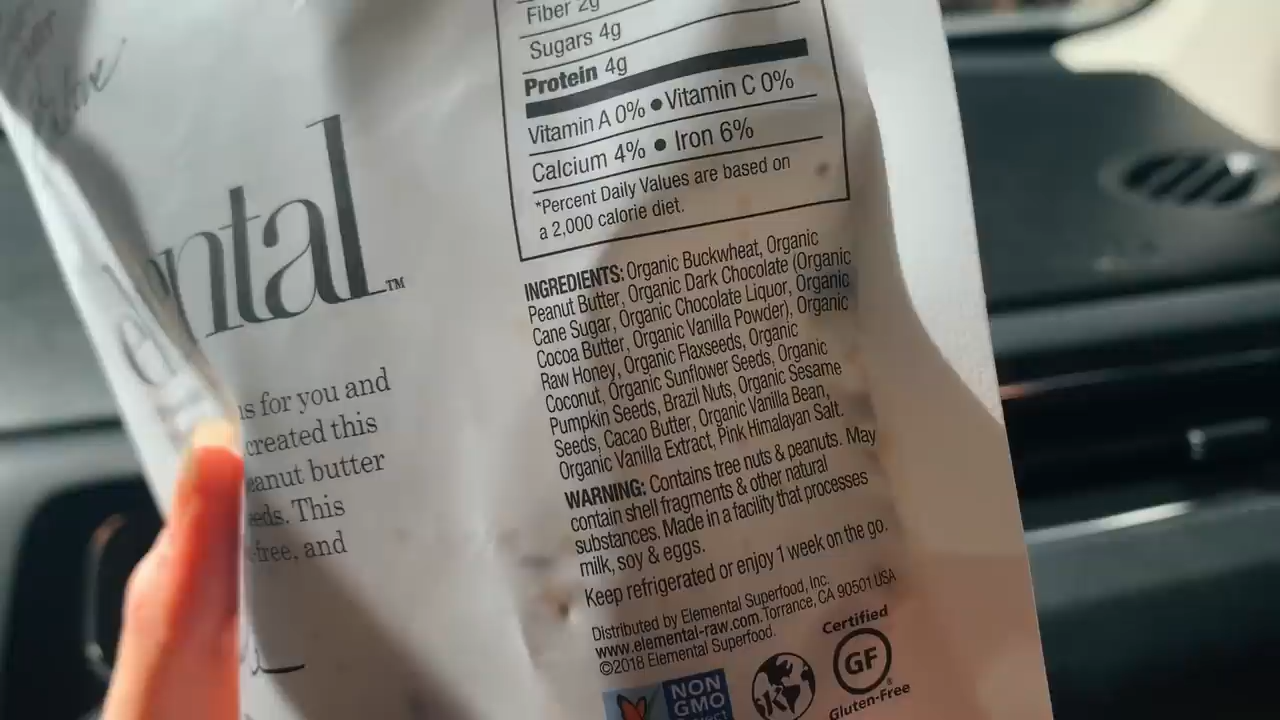 ntal™
s for you and
created this
eanut butter
eds. This
-free, and
Fiber 2g
Sugars 4g
Protein 4g
Vitamin A 0% • Vitamin C 0%
Calcium 4% • Iron 6%
*Percent Daily Values are based on
a 2,000 calorie diet.
INGREDIENTS: Organic Buckwheat, Organic
Peanut Butter, Organic Dark Chocolate (Organic
Cane Sugar, Organic Chocolate Liquor, Organic
Cocoa Butter, Organic Vanilla Powder), Organic
Raw Honey, Organic Flaxseeds, Organic
Coconut, Organic Sunflower Seeds, Organic
Pumpkin Seeds, Brazil Nuts, Organic Sesame
Seeds, Cacao Butter, Organic Vanilla Bean,
Organic Vanilla Extract, Pink Himalayan Salt.
WARNING: Contains tree nuts & peanuts. May
contain shell fragments & other natural
substances. Made in a facility that processes
milk, soy & eggs.
Keep refrigerated or enjoy 1 week on the go.
Distributed by Elemental Superfood, Inc.
www.elemental-raw.com. Torrance, CA 90501 USA
©2018 Elemental Superfood.
NON
GMO
K
Certified
GF
Gluten-Free